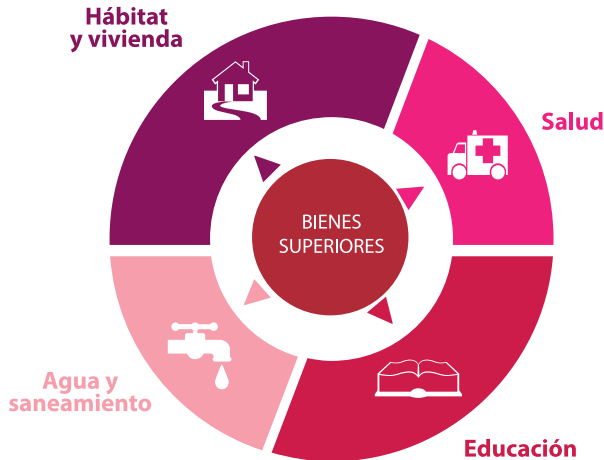 Hábitat
y vivienda
Salud
BIENES
SUPERIORES
Agua y
saneamiento
Educación